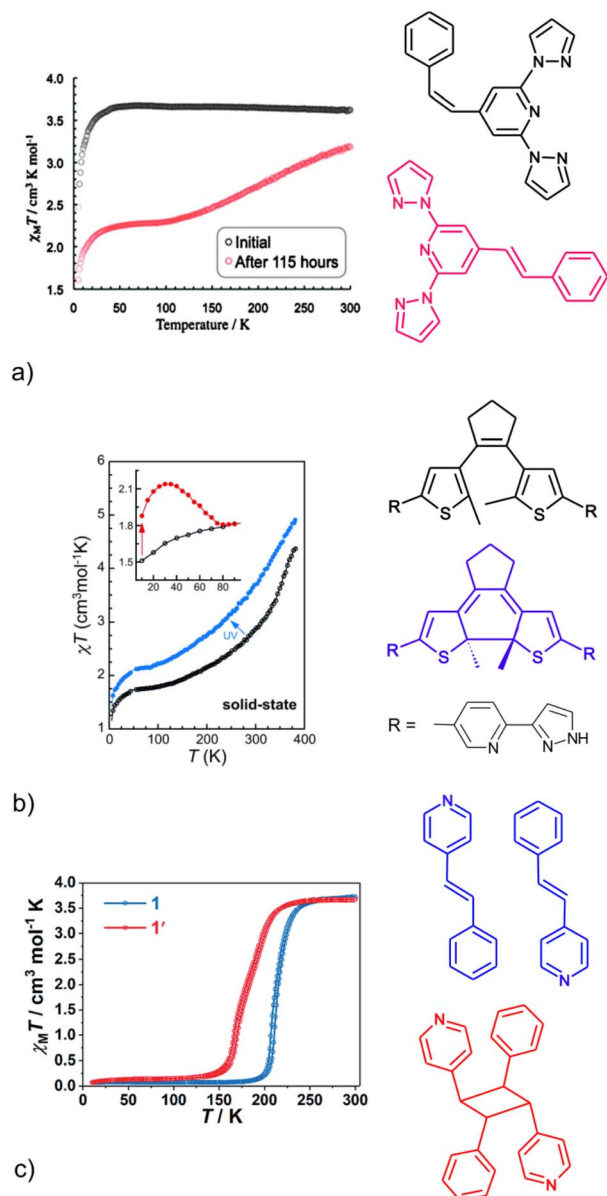 4.0
3.5
3.0
2.5
2.0
1.5
χ_MT / cm³ K mol⁻¹
Initial
After 115 hours
0 50 100 150 200 250 300
Temperature / K
N N
N
N
N
N
N
N
N
N
a)
6
5
4
3
2
1
χT (cm³mol⁻¹K)
2.1
1.8
1.5
20 40 60 80
UV
solid-state
0 100 200 300 400
T (K)
R S S R
R S S R
R = N N NH
b)
4.0
3.5
3.0
2.5
2.0
1.5
1.0
0.5
0.0
χ_MT / cm³ mol⁻¹ K
1
1′
0 50 100 150 200 250 300
T / K
N
N
N
N
c)